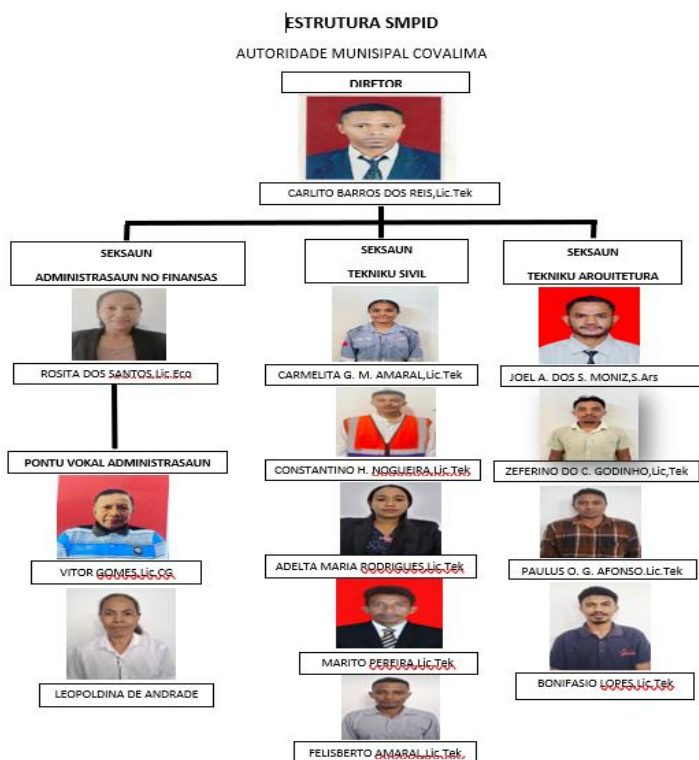 ESTRUTURA SMPID
AUTORIDADE MUNISIPAL COVALIMA
DIRETOR
CARLITO BARROS DOS REIS,Lic.Tek
SEKSAUN
ADMINISTRASAUN NO FINANSAS
ROSITA DOS SANTOS,Lic.Eco
PONTU VOKAL ADMINISTRASAUN
VITOR GOMES,Lic.CG
LEOPOLDINA DE ANDRADE
SEKSAUN
TEKNIKU SIVIL
CARMELITA G. M. AMARAL,Lic.Tek
CONSTANTINO H. NOGUEIRA,Lic.Tek
ADELTA MARIA RODRIGUES,Lic.Tek
MARITO PEREIRA,Lic.Tek
FELISBERTO AMARAL,Lic.Tek
SEKSAUN
TEKNIKU ARQUITETURA
JOEL A. DOS S. MONIZ,S.Ars
ZEFERINO DO C. GODINHO,Lic,Tek
PAULUS O. G. AFONSO.Lic.Tek
BONIFASIO LOPES,Lic.Tek